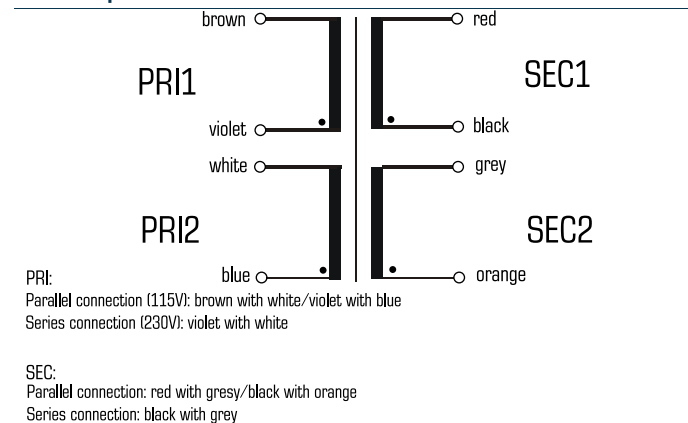 brown
red
PRI1
SEC1
violet
black
white
grey
PRI2
SEC2
blue
orange
PRI:
Parallel connection (115V): brown with white/violet with blue
Series connection (230V): violet with white
SEC:
Parallel connection: red with gresy/black with orange
Series connection: black with grey